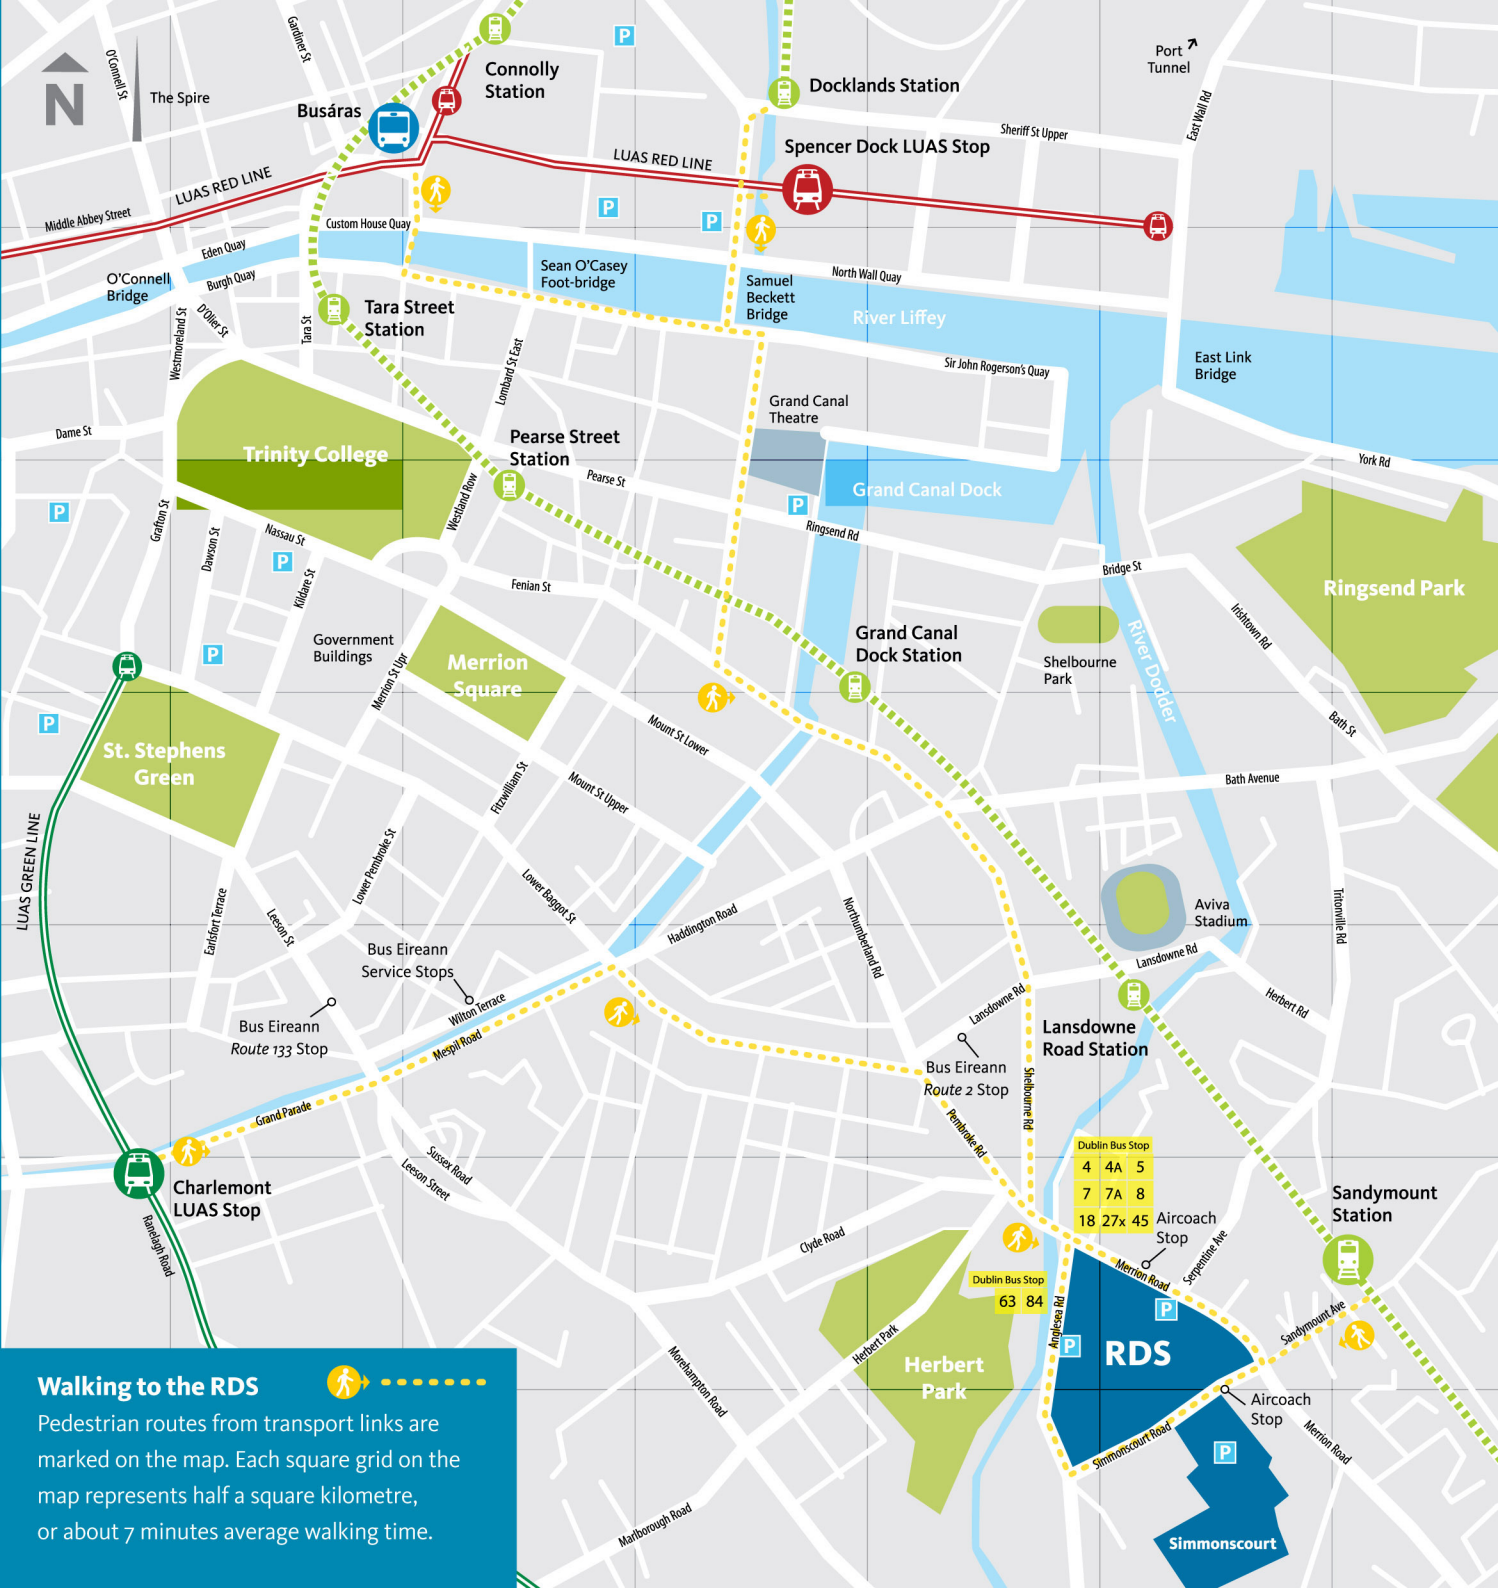 O'Connell St
Gardiner St
N
The Spire
Busáras
Connolly
Station
Docklands Station
Port
Tunnel
East Wall Rd
Sheriff St Upper
Spencer Dock LUAS Stop
LUAS RED LINE
LUAS RED LINE
Middle Abbey Street
Custom House Quay
Eden Quay
Burgh Quay
O'Connell
Bridge
D'Olier St
Westmoreland St
Tara St
Tara Street
Station
Sean O'Casey
Foot-bridge
Samuel
Beckett
Bridge
North Wall Quay
River Liffey
Sir John Rogerson's Quay
East Link
Bridge
Lombard St East
Grand Canal
Theatre
Dame St
Trinity College
Pearse Street
Station
Pearse St
Westland Row
Grand Canal Dock
York Rd
Ringsend Rd
Grafton St
Dawson St
Nassau St
Kildare St
Fenian St
Bridge St
Ringsend Park
Irishtown Rd
River Dodder
Government
Buildings
Merrion St Upr
Merrion
Square
Grand Canal
Dock Station
Shelbourne
Park
Bath St
St. Stephens
Green
Mount St Lower
Mount St Upper
Fitzwilliam St
Bath Avenue
LUAS GREEN LINE
Lower Pembroke St
Lower Baggot St
Earlsfort Terrace
Leeson St
Haddington Road
Northumberland Rd
Aviva
Stadium
Tritonville Rd
Lansdowne Rd
Herbert Rd
Bus Eireann
Service Stops
Wilton Terrace
Mespil Road
Bus Eireann
Route 133 Stop
Lansdowne Rd
Lansdowne
Road Station
Bus Eireann
Route 2 Stop
Shelbourne Rd
Pembroke Rd
Grand Parade
Sussex Road
Leeson Street
Charlemont
LUAS Stop
Ranelagh Road
Dublin Bus Stop
4 4A 5
7 7A 8
18 27x 45
Aircoach
Stop
Serpentine Ave
Sandymount
Station
Clyde Road
Merrion Road
Dublin Bus Stop
63 84
Anglesea Rd
Sandymount Ave
RDS
Herbert Park
Herbert
Park
Morehampton Road
Aircoach
Stop
Simmonscourt Road
Merrion Road
Marlborough Road
Simmonscourt
P
P
P
P
P
P
P
P
P
P
P
Walking to the RDS
Pedestrian routes from transport links are
marked on the map. Each square grid on the
map represents half a square kilometre,
or about 7 minutes average walking time.